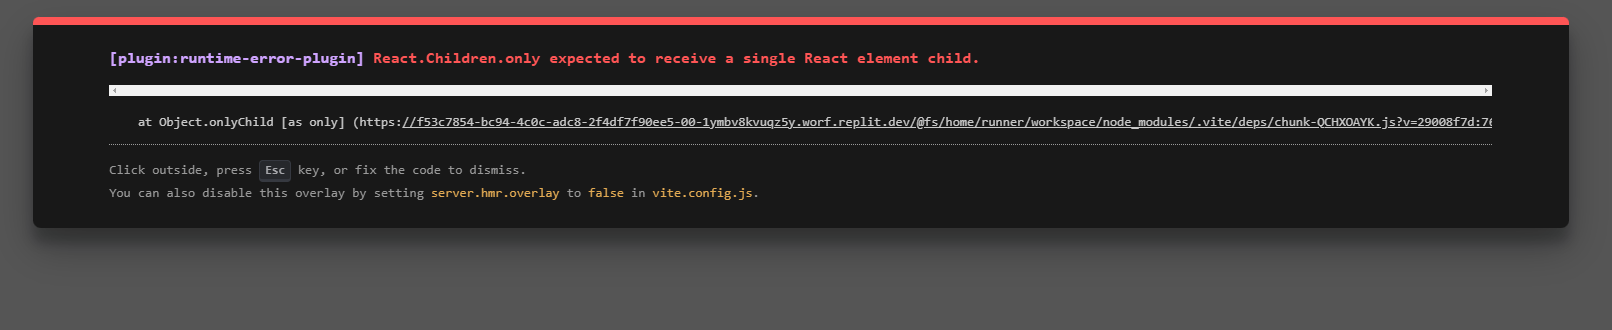 [plugin:runtime-error-plugin] React.Children.only expected to receive a single React element child.
at Object.onlyChild [as only] (https://f53c7854-bc94-4c0c-adc8-2f4df7f90ee5-00-1ymbv8kvuqz5y.worf.replit.dev/@fs/home/runner/workspace/node_modules/.vite/deps/chunk-QCHXOAYK.js?v=29008f7d:76
Click outside, press Esc key, or fix the code to dismiss.
You can also disable this overlay by setting server.hmr.overlay to false in vite.config.js.